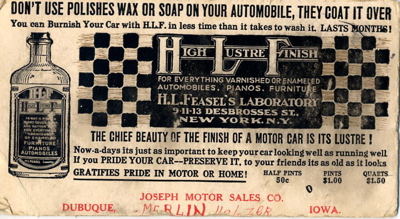 DON'T USE POLISHES WAX OR SOAP ON YOUR AUTOMOBILE, THEY COAT IT OVER
You can Burnish Your Car with H.L.F. in less time than it takes to wash it. LASTS MONTHS!
HIGH LUSTRE FINISH
FOR EVERYTHING VARNISHED OR ENAMELED
AUTOMOBILES. PIANOS. FURNITURE
H.L. FEASEL'S LABORATORY
9-11-13 DESBROSSES ST.
NEW YORK. N.Y.
FURNITURE
PIANOS
AUTOMOBILES
THE CHIEF BEAUTY OF THE FINISH OF A MOTOR CAR IS ITS LUSTRE!
Now-a-days its just as important to keep your car looking well as running well
If you PRIDE YOUR CAR--PRESERVE IT, to your friends its as old as it looks
GRATIFIES PRIDE IN MOTOR OR HOME!
HALF PINTS PINTS QUARTS
50c $1.00 $1.50
JOSEPH MOTOR SALES CO.
DUBUQUE, IOWA.
MERLIN